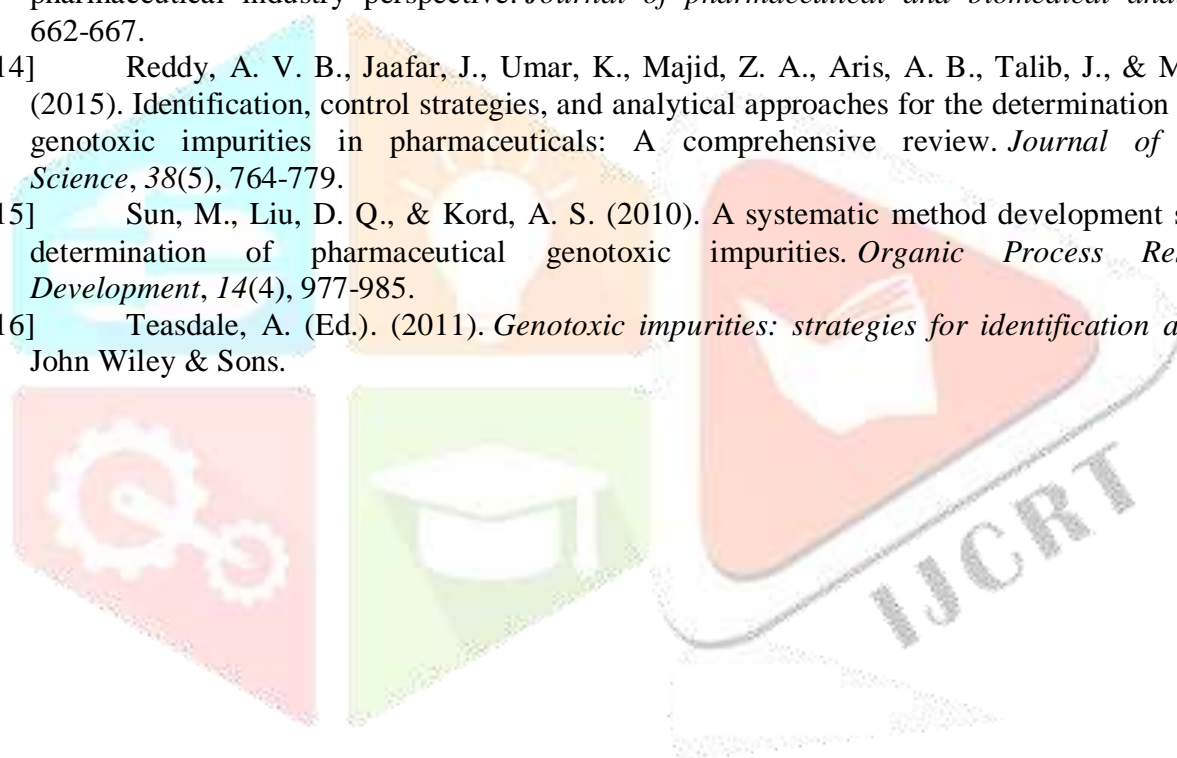 pharmaceutical industry perspective. Journal of pharmaceutical and biomedical
662-667.
14] Reddy, A. V. B., Jaafar, J., Umar, K., Majid, Z. A., Aris, A. B., Talib, J., &
(2015). Identification, control strategies, and analytical approaches for the determination
genotoxic impurities in pharmaceuticals: A comprehensive review. Journal of
Science, 38(5), 764-779.
15] Sun, M., Liu, D. Q., & Kord, A. S. (2010). A systematic method development
determination of pharmaceutical genotoxic impurities. Organic Process
Development, 14(4), 977-985.
16] Teasdale, A. (Ed.). (2011). Genotoxic impurities: strategies for identification
John Wiley & Sons.
IJCRT